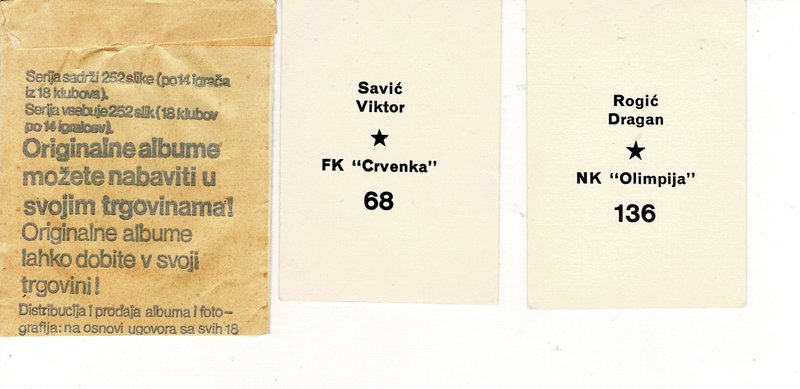 Serija sadrži 252 slike (po 14 igrača
iz 18 klubova).
Serija vsebuje 252 slik (18 klubov
po 14 igralcev).
Originalne albume
možete nabaviti u
svojim trgovinama!
Originalne albume
lahko dobite v svoji
trgovini!
Distribucija i prodaja albuma i foto-
grafija: na osnovi ugovora sa svih 18
Savić
Viktor
★
FK "Crvenka"
68
Rogić
Dragan
★
NK "Olimpija"
136